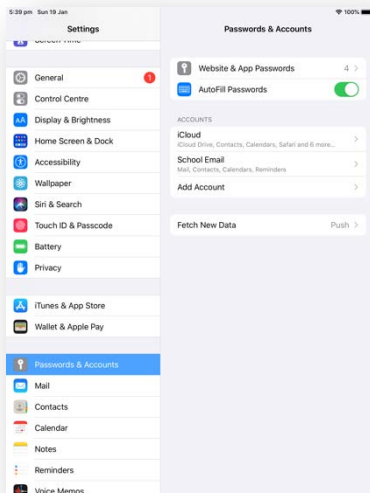 5:39 pm Sun 19 Jan
100%
Settings
Screen Time
General
1
Control Centre
Display & Brightness
Home Screen & Dock
Accessibility
Wallpaper
Siri & Search
Touch ID & Passcode
Battery
Privacy
iTunes & App Store
Wallet & Apple Pay
Passwords & Accounts
Mail
Contacts
Calendar
Notes
Reminders
Voice Memos
Passwords & Accounts
Website & App Passwords
4
AutoFill Passwords
ACCOUNTS
iCloud
iCloud Drive, Contacts, Calendars, Safari and 6 more...
School Email
Mail, Contacts, Calendars, Reminders
Add Account
Fetch New Data
Push